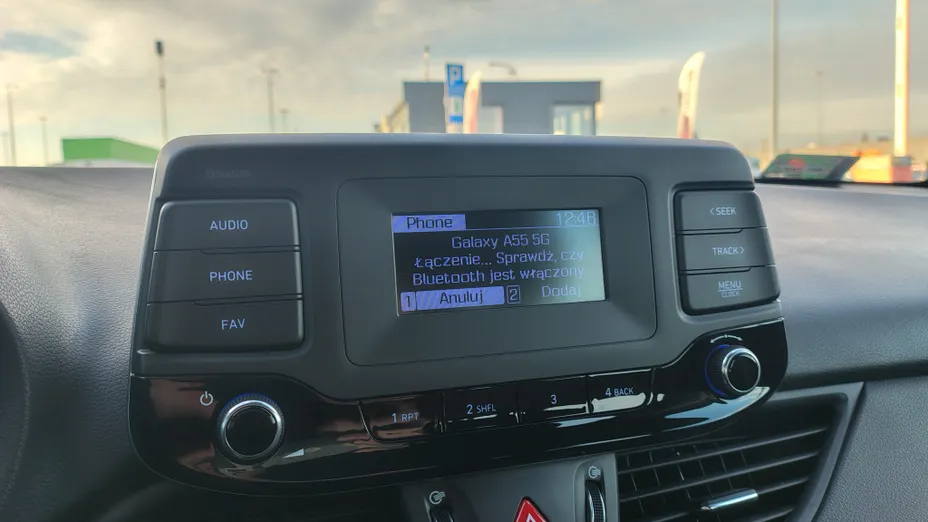 P
AUDIO
PHONE
FAV
Phone 12:48
Galaxy A55 5G
Łączenie... Sprawdź, czy
Bluetooth jest włączony
1 Anuluj 2 Dodaj
< SEEK
TRACK >
MENU
CLOCK
1 RPT
2 SHFL
3
4 BACK